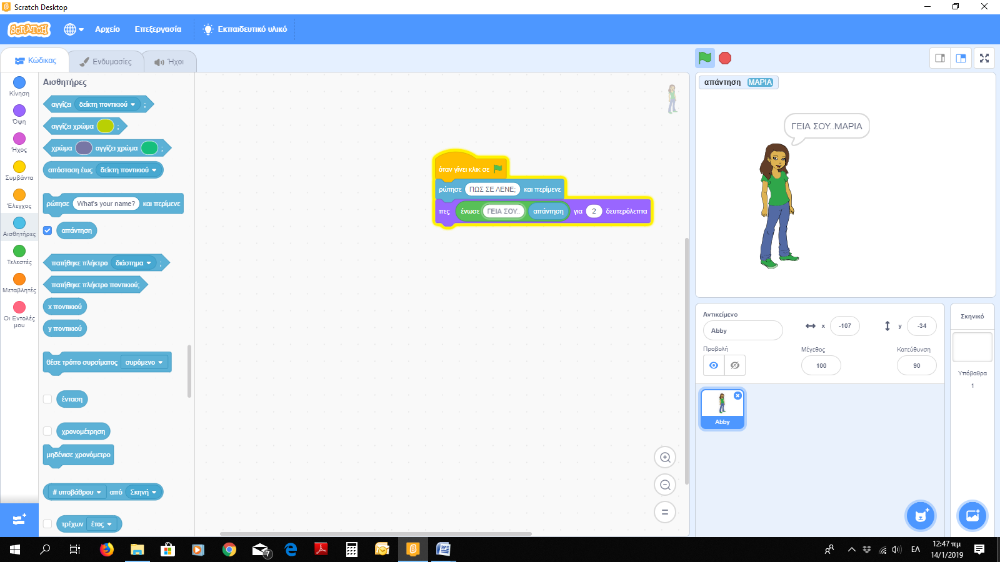 Scratch Desktop
SCRATCH Αρχείο Επεξεργασία Εκπαιδευτικό υλικό
Κώδικας Ενδυμασίες Ήχοι
Κίνηση
Όψη
Ήχος
Συμβάντα
Έλεγχος
Αισθητήρες
Τελεστές
Μεταβλητές
Οι Εντολές
μου
Αισθητήρες
αγγίζει δείκτη ποντικιού ;
αγγίζει χρώμα ;
χρώμα αγγίζει χρώμα ;
απόσταση έως δείκτη ποντικιού
ρώτησε What's your name? και περίμενε
απάντηση
πατήθηκε πλήκτρο διάστημα ;
πατήθηκε πλήκτρο ποντικιού;
x ποντικιού
y ποντικιού
θέσε τρόπο συρσίματος συρόμενο
ένταση
χρονομέτρηση
μηδένισε χρονόμετρο
# υποβάθρου από Σκηνή
τρέχων έτος
όταν γίνει κλικ σε
ρώτησε ΠΩΣ ΣΕ ΛΕΝΕ; και περίμενε
πες ένωσε ΓΕΙΑ ΣΟΥ.. απάντηση για 2 δευτερόλεπτα
απάντηση ΜΑΡΙΑ
ΓΕΙΑ ΣΟΥ..ΜΑΡΙΑ
Αντικείμενο
Abby x -107 y -34
Προβολή Μέγεθος Κατεύθυνση
100 90
Abby
Σκηνικό
Υπόβαθρα
1
7
ΕΛ
12:47 πμ
14/1/2019